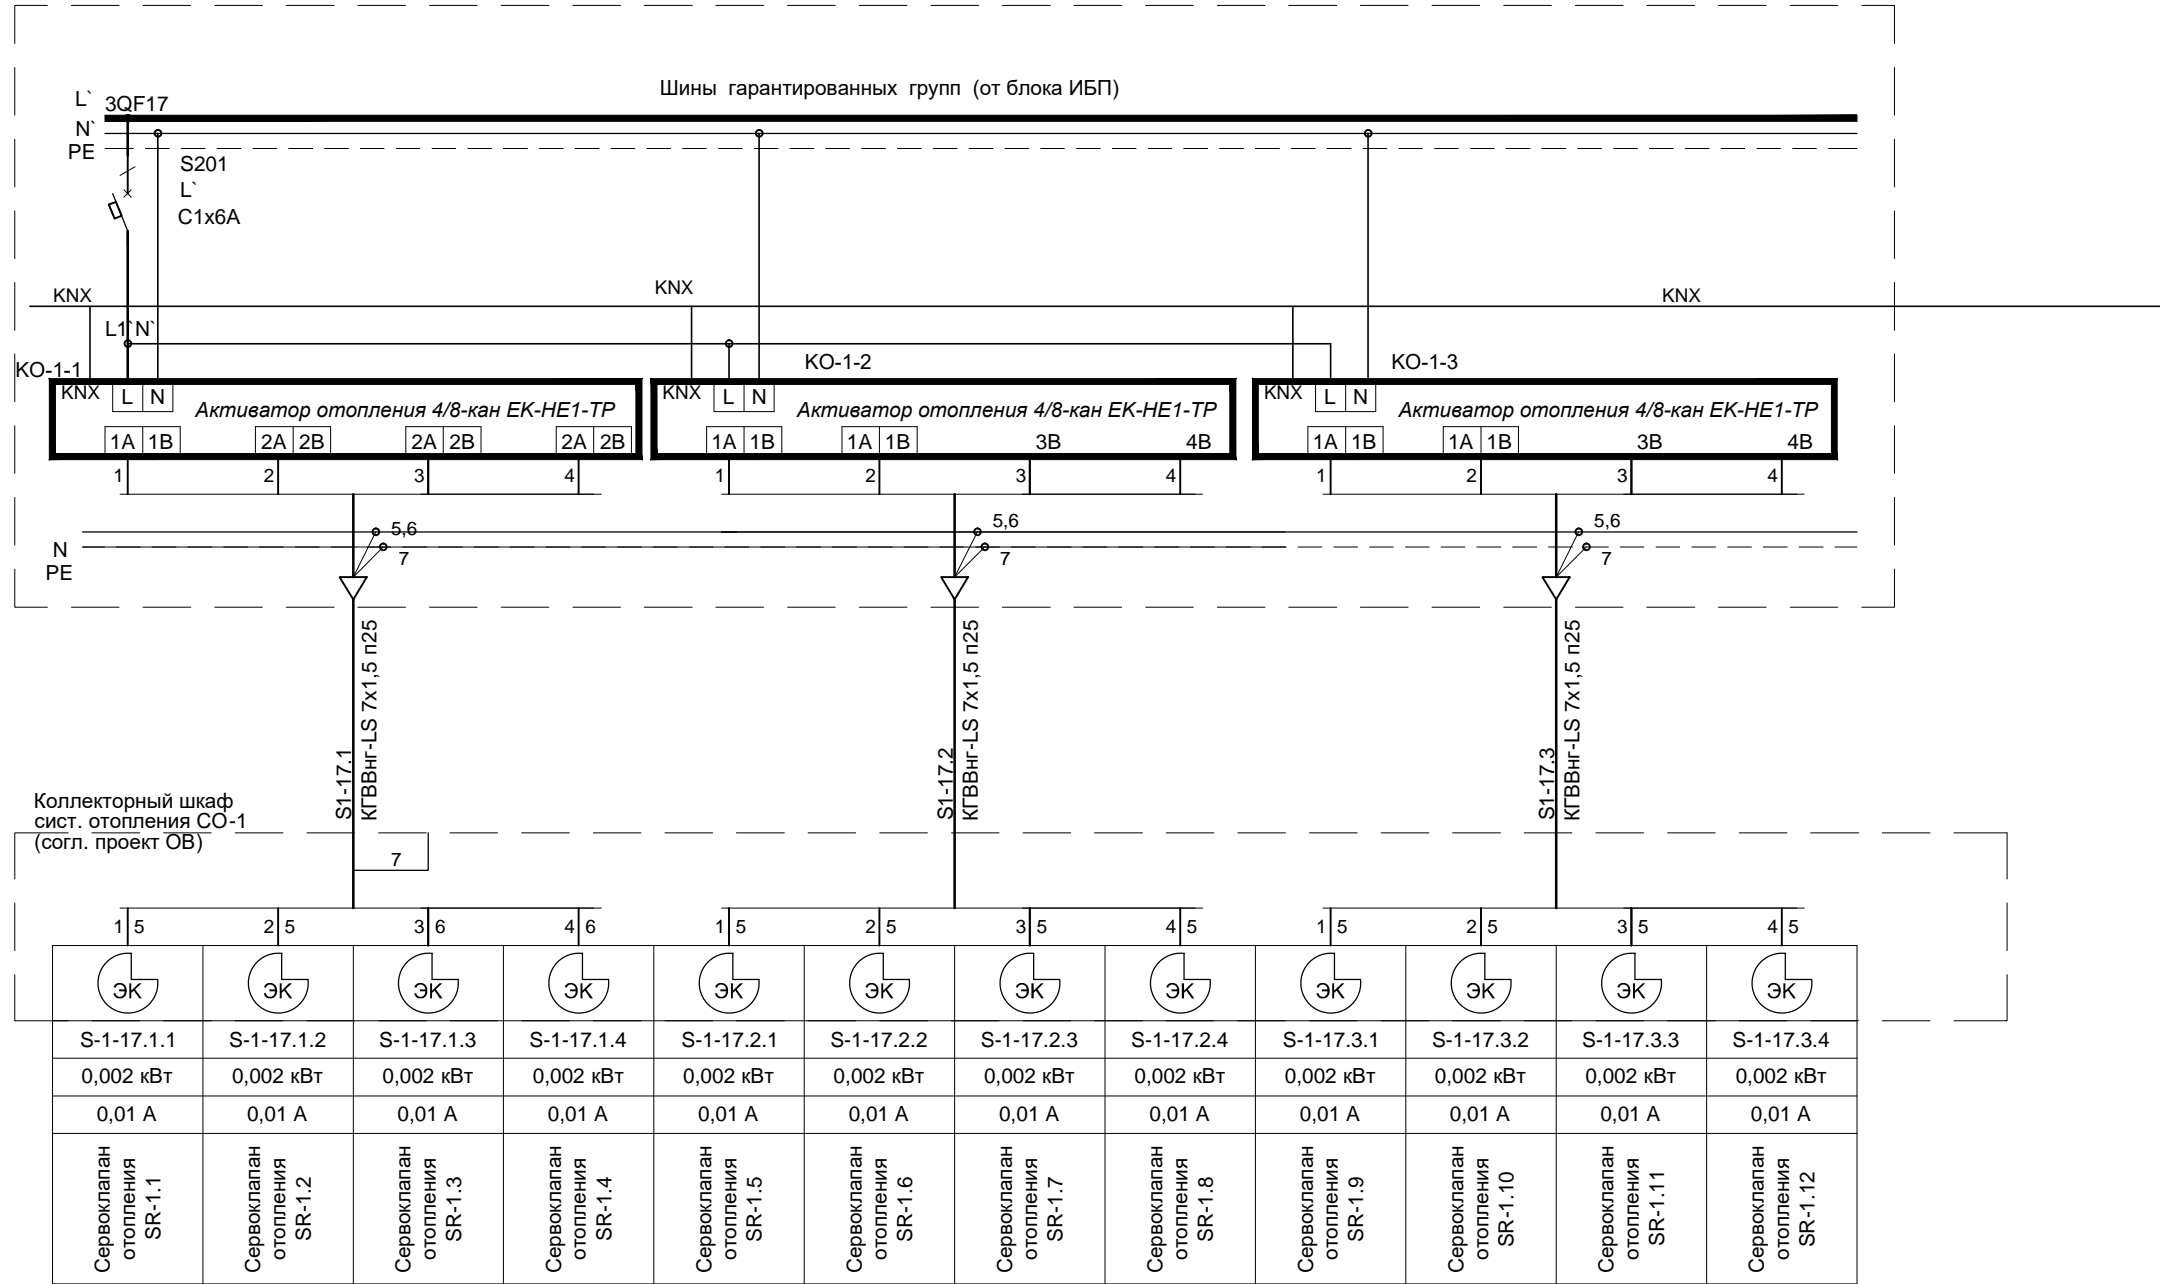 Шины гарантированных групп (от блока ИБП)
L` 3QF17
N`
PE
S201
L`
C1x6A
KNX KNX KNX
L1`N`
KO-1-1 KO-1-2 KO-1-3
KNX L N Активатор отопления 4/8-кан EK-HE1-TP
1A 1B 2A 2B 2A 2B 2A 2B
KNX L N Активатор отопления 4/8-кан EK-HE1-TP
1A 1B 1A 1B 3B 4B
KNX L N Активатор отопления 4/8-кан EK-HE1-TP
1A 1B 1A 1B 3B 4B
1 2 3 4 1 2 3 4 1 2 3 4
5,6 5,6 5,6
N
7 7 7
PE
S1-17.1
КГВВнг-LS 7x1,5 п25
S1-17.2
КГВВнг-LS 7x1,5 п25
S1-17.3
КГВВнг-LS 7x1,5 п25
Коллекторный шкаф
сист. отопления СО-1
(согл. проект ОВ)
7
1 5 2 5 3 6 4 6 1 5 2 5 3 5 4 5 1 5 2 5 3 5 4 5
ЭК ЭК ЭК ЭК ЭК ЭК ЭК ЭК ЭК ЭК ЭК ЭК
S-1-17.1.1 S-1-17.1.2 S-1-17.1.3 S-1-17.1.4 S-1-17.2.1 S-1-17.2.2 S-1-17.2.3 S-1-17.2.4 S-1-17.3.1 S-1-17.3.2 S-1-17.3.3 S-1-17.3.4
0,002 кВт 0,002 кВт 0,002 кВт 0,002 кВт 0,002 кВт 0,002 кВт 0,002 кВт 0,002 кВт 0,002 кВт 0,002 кВт 0,002 кВт 0,002 кВт
0,01 А 0,01 А 0,01 А 0,01 А 0,01 А 0,01 А 0,01 А 0,01 А 0,01 А 0,01 А 0,01 А 0,01 А
Сервоклапан
отопления
SR-1.1
Сервоклапан
отопления
SR-1.2
Сервоклапан
отопления
SR-1.3
Сервоклапан
отопления
SR-1.4
Сервоклапан
отопления
SR-1.5
Сервоклапан
отопления
SR-1.6
Сервоклапан
отопления
SR-1.7
Сервоклапан
отопления
SR-1.8
Сервоклапан
отопления
SR-1.9
Сервоклапан
отопления
SR-1.10
Сервоклапан
отопления
SR-1.11
Сервоклапан
отопления
SR-1.12